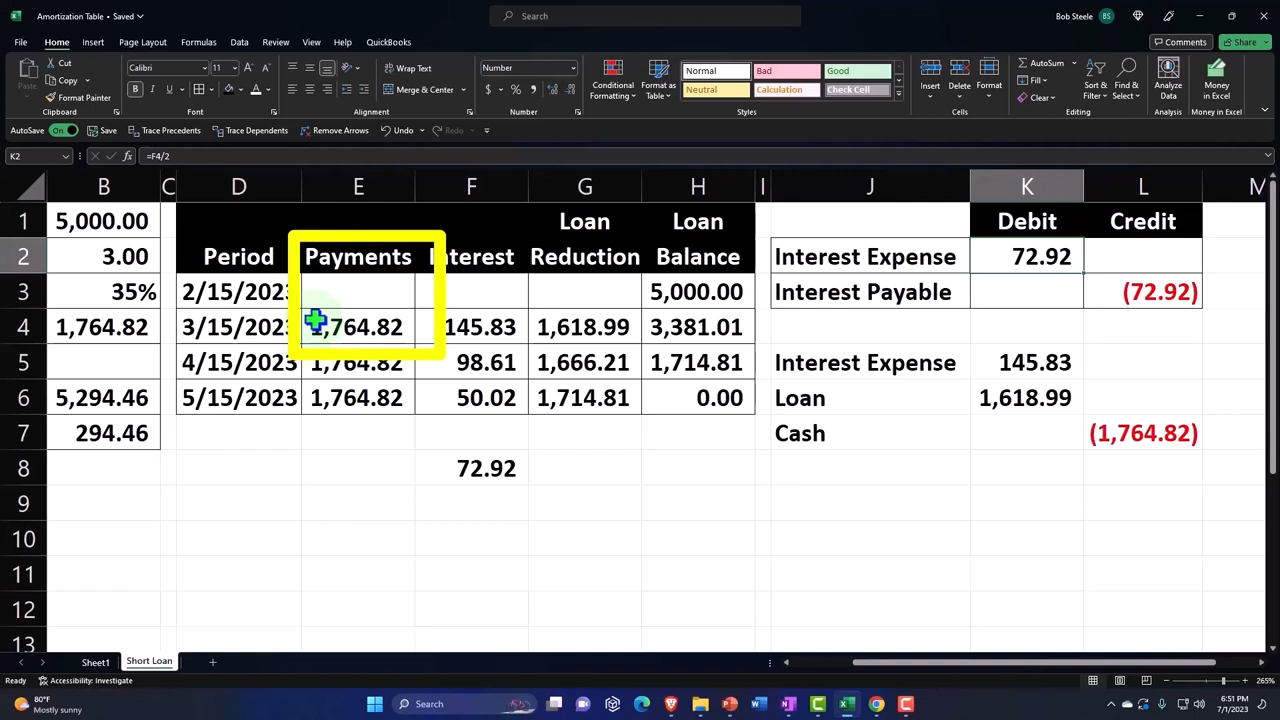 Amortization Table • Saved
Search
Bob Steele BS
File Home Insert Page Layout Formulas Data Review View Help QuickBooks Comments Share
Cut
Copy
Format Painter
Paste
Clipboard
Calibri 11
B I U
Font
Wrap Text
Merge & Center
Alignment
Number
$ % ,
Number
Conditional Formatting
Format as Table
Normal Bad Good
Neutral Calculation Check Cell
Styles
Insert Delete Format
Cells
AutoSum
Fill
Clear
Sort & Filter
Find & Select
Editing
Analyze Data
Analysis
Money in Excel
Money in Excel
AutoSave On Save Trace Precedents Trace Dependents Remove Arrows Undo Redo
K2 fx =F4/2
B C D E F G H I J K L M
1 5,000.00 Loan Loan Debit Credit
2 3.00 Period Payments Interest Reduction Balance Interest Expense 72.92
3 35% 2/15/2023 5,000.00 Interest Payable (72.92)
4 1,764.82 3/15/2023 1,764.82 145.83 1,618.99 3,381.01
5 4/15/2023 1,764.82 98.61 1,666.21 1,714.81 Interest Expense 145.83
6 5,294.46 5/15/2023 1,764.82 50.02 1,714.81 0.00 Loan 1,618.99
7 294.46 Cash (1,764.82)
8 72.92
9
10
11
12
13
Sheet1 Short Loan
Ready Accessibility: Investigate 265%
80°F
Mostly sunny
Search
6:51 PM
7/1/2023